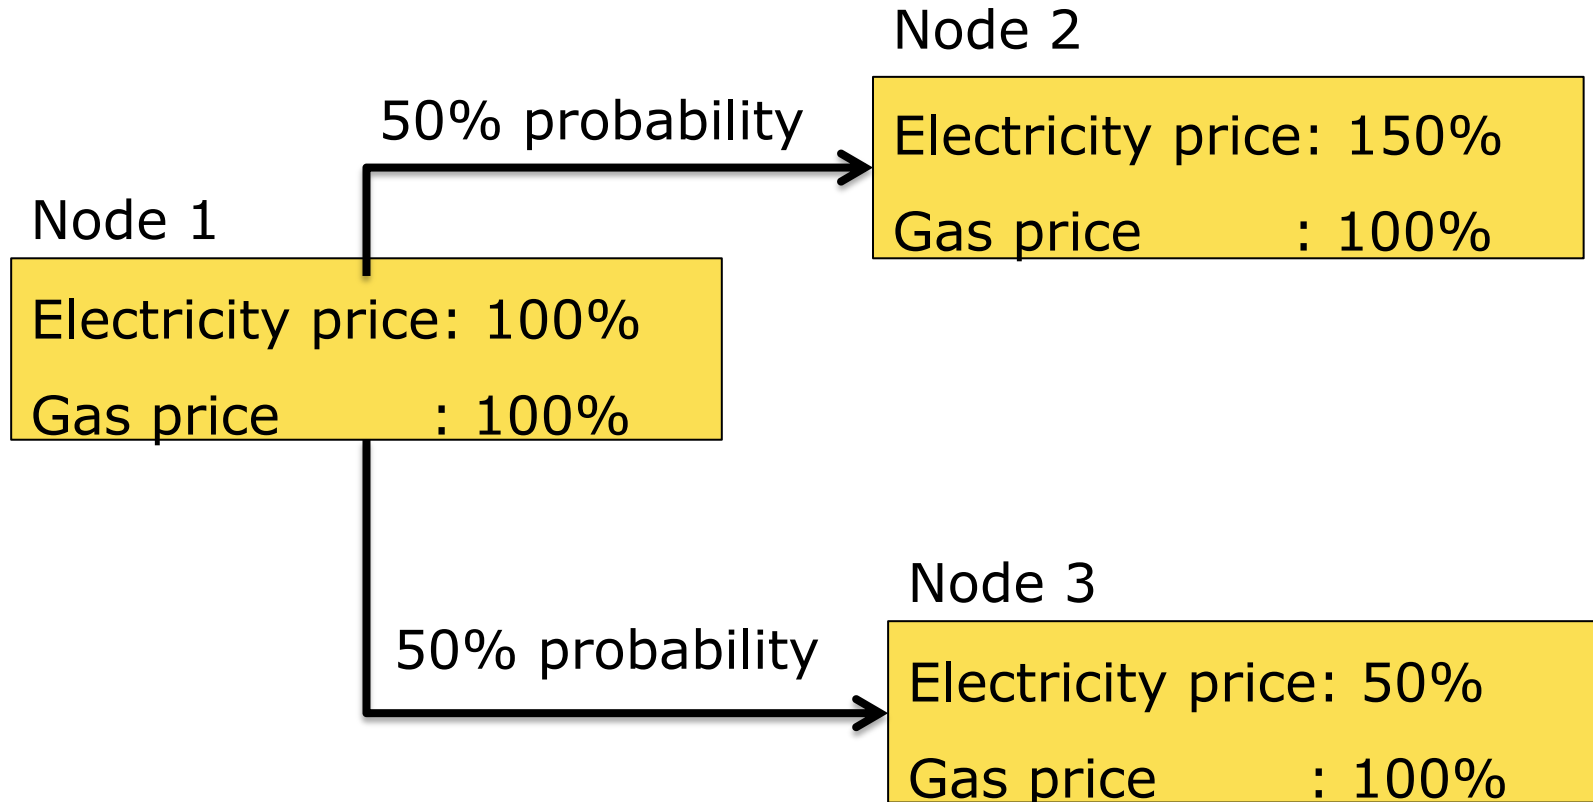 Node 2
50% probability
Electricity price: 150%
Gas price : 100%
Node 1
Electricity price: 100%
Gas price : 100%
Node 3
50% probability
Electricity price: 50%
Gas price : 100%